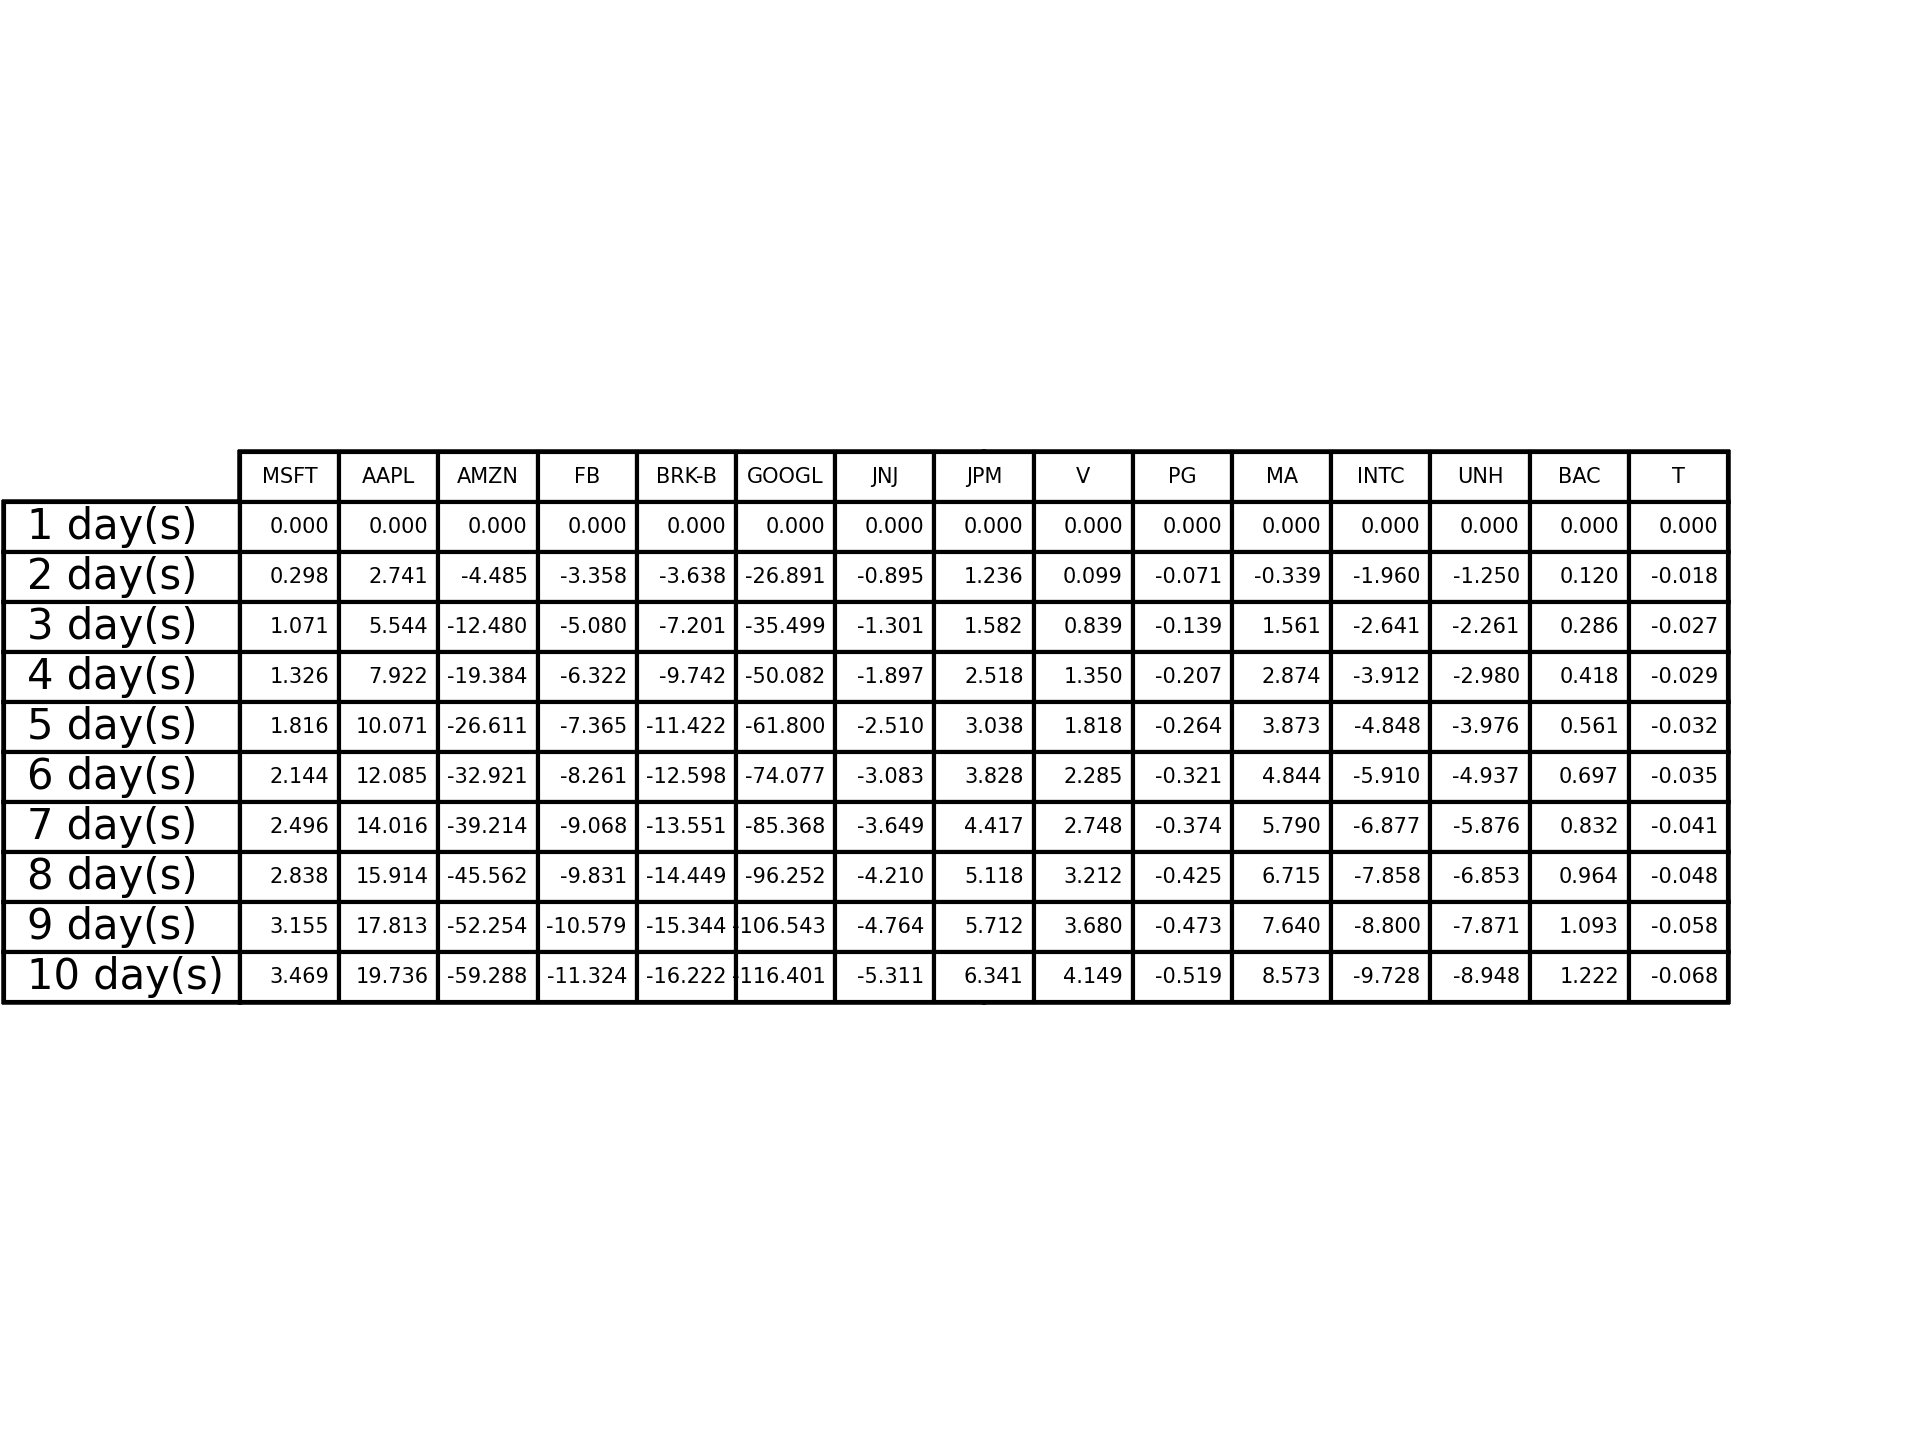 MSFT AAPL AMZN FB BRK-B GOOGL JNJ JPM V PG MA INTC UNH BAC T
1 day(s) 0.000 0.000 0.000 0.000 0.000 0.000 0.000 0.000 0.000 0.000 0.000 0.000 0.000 0.000 0.000
2 day(s) 0.298 2.741 -4.485 -3.358 -3.638 -26.891 -0.895 1.236 0.099 -0.071 -0.339 -1.960 -1.250 0.120 -0.018
3 day(s) 1.071 5.544 -12.480 -5.080 -7.201 -35.499 -1.301 1.582 0.839 -0.139 1.561 -2.641 -2.261 0.286 -0.027
4 day(s) 1.326 7.922 -19.384 -6.322 -9.742 -50.082 -1.897 2.518 1.350 -0.207 2.874 -3.912 -2.980 0.418 -0.029
5 day(s) 1.816 10.071 -26.611 -7.365 -11.422 -61.800 -2.510 3.038 1.818 -0.264 3.873 -4.848 -3.976 0.561 -0.032
6 day(s) 2.144 12.085 -32.921 -8.261 -12.598 -74.077 -3.083 3.828 2.285 -0.321 4.844 -5.910 -4.937 0.697 -0.035
7 day(s) 2.496 14.016 -39.214 -9.068 -13.551 -85.368 -3.649 4.417 2.748 -0.374 5.790 -6.877 -5.876 0.832 -0.041
8 day(s) 2.838 15.914 -45.562 -9.831 -14.449 -96.252 -4.210 5.118 3.212 -0.425 6.715 -7.858 -6.853 0.964 -0.048
9 day(s) 3.155 17.813 -52.254 -10.579 -15.344 -106.543 -4.764 5.712 3.680 -0.473 7.640 -8.800 -7.871 1.093 -0.058
10 day(s) 3.469 19.736 -59.288 -11.324 -16.222 -116.401 -5.311 6.341 4.149 -0.519 8.573 -9.728 -8.948 1.222 -0.068